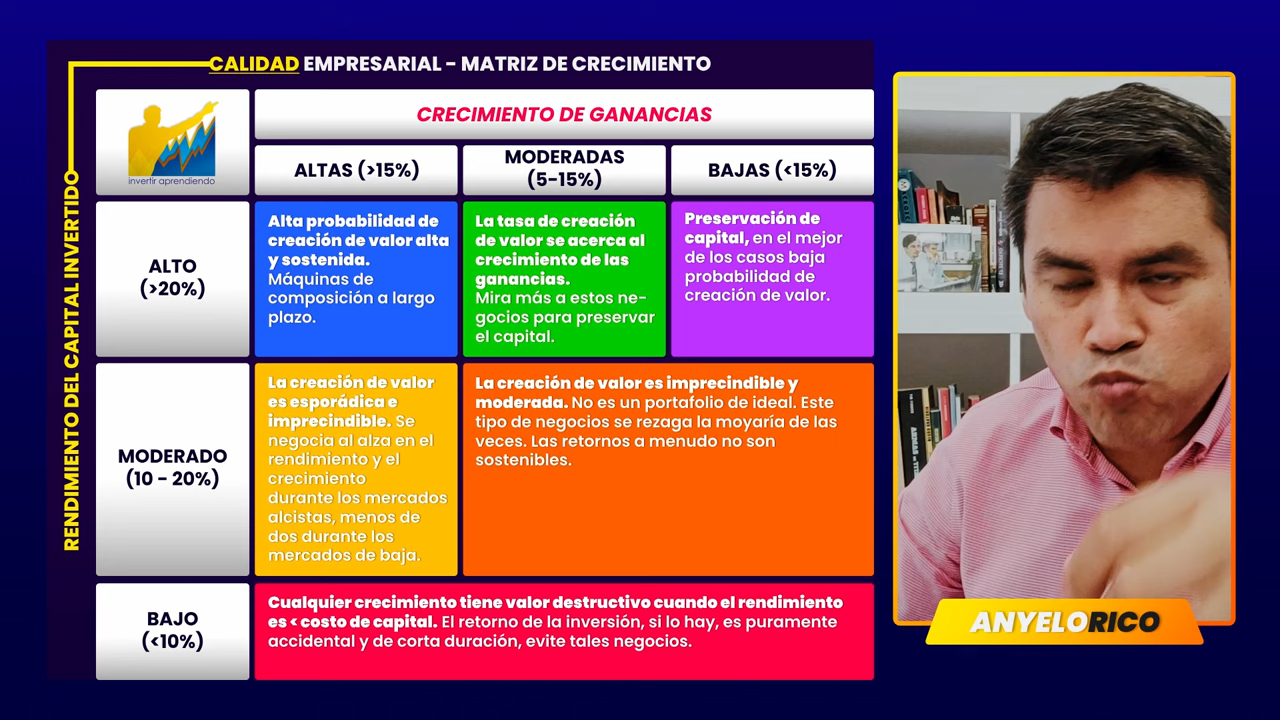 CALIDAD EMPRESARIAL - MATRIZ DE CRECIMIENTO
RENDIMIENTO DEL CAPITAL INVERTIDO
invertir aprendiendo
CRECIMIENTO DE GANANCIAS
ALTAS (>15%)
MODERADAS
(5-15%)
BAJAS (<15%)
ALTO
(>20%)
Alta probabilidad de
creación de valor alta
y sostenida.
Máquinas de
composición a largo
plazo.
La tasa de creación
de valor se acerca al
crecimiento de las
ganancias.
Mira más a estos ne-
gocios para preservar
el capital.
Preservación de
capital, en el mejor
de los casos baja
probabilidad de
creación de valor.
MODERADO
(10 - 20%)
La creación de valor
es esporádica e
imprecindible. Se
negocia al alza en el
rendimiento y el
crecimiento
durante los mercados
alcistas, menos de
dos durante los
mercados de baja.
La creación de valor es imprecindible y
moderada. No es un portafolio de ideal. Este
tipo de negocios se rezaga la moyaría de las
veces. Las retornos a menudo no son
sostenibles.
BAJO
(<10%)
Cualquier crecimiento tiene valor destructivo cuando el rendimiento
es < costo de capital. El retorno de la inversión, si lo hay, es puramente
accidental y de corta duración, evite tales negocios.
ANYELORICO